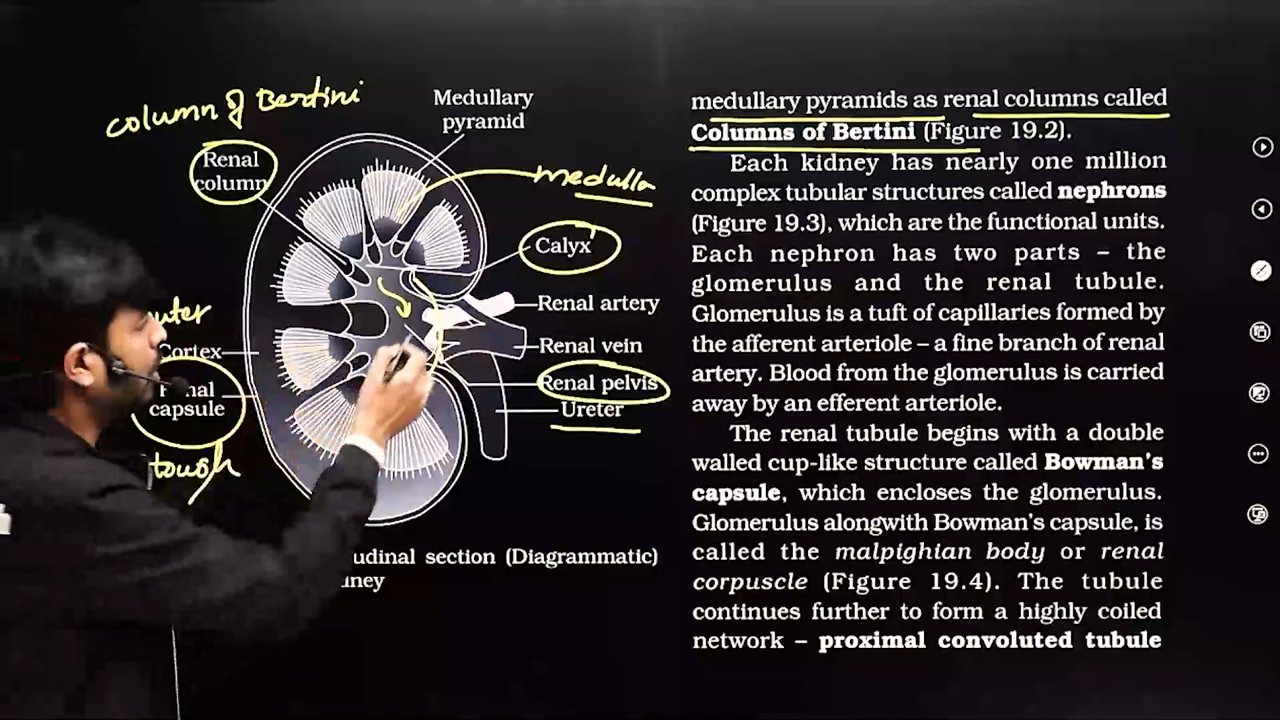 column of Bertini
Medullary
pyramid
Renal
column
medulla
Calyx
Renal artery
Cortex
Renal vein
Renal pelvis
capsule
Ureter
tough
section (Diagrammatic)
medullary pyramids as renal columns called
Columns of Bertini (Figure 19.2).
Each kidney has nearly one million
complex tubular structures called nephrons
(Figure 19.3), which are the functional units.
Each nephron has two parts – the
glomerulus and the renal tubule.
Glomerulus is a tuft of capillaries formed by
the afferent arteriole – a fine branch of renal
artery. Blood from the glomerulus is carried
away by an efferent arteriole.
The renal tubule begins with a double
walled cup-like structure called Bowman's
capsule, which encloses the glomerulus.
Glomerulus alongwith Bowman's capsule, is
called the malpighian body or renal
corpuscle (Figure 19.4). The tubule
continues further to form a highly coiled
network – proximal convoluted tubule